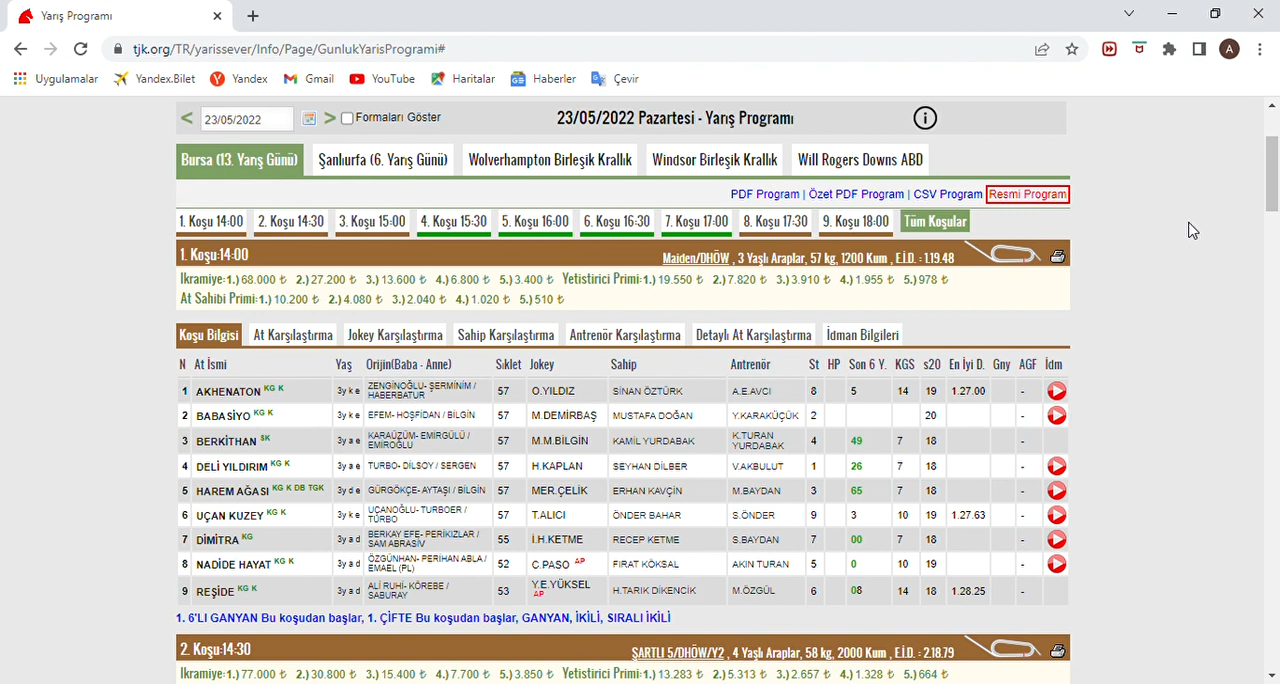 Yarış Programı
tjk.org/TR/yarissever/Info/Page/GunlukYarisProgrami#
A
Uygulamalar Yandex.Bilet Yandex Gmail YouTube Haritalar Haberler Çevir
< 23/05/2022 > Formaları Göster 23/05/2022 Pazartesi - Yarış Programı i
Bursa (13. Yarış Günü) Şanlıurfa (6. Yarış Günü) Wolverhampton Birleşik Krallık Windsor Birleşik Krallık Will Rogers Downs ABD
PDF Program | Özet PDF Program | CSV Program Resmi Program
1. Koşu 14:00 2. Koşu 14:30 3. Koşu 15:00 4. Koşu 15:30 5. Koşu 16:00 6. Koşu 16:30 7. Koşu 17:00 8. Koşu 17:30 9. Koşu 18:00 Tüm Koşular
1. Koşu:14:00 Maiden/DHÖW , 3 Yaşlı Araplar, 57 kg, 1200 Kum , E.İ.D. : 1.19.48
İkramiye:1.) 68.000 ₺ 2.) 27.200 ₺ 3.) 13.600 ₺ 4.) 6.800 ₺ 5.) 3.400 ₺ Yetistirici Primi:1.) 19.550 ₺ 2.) 7.820 ₺ 3.) 3.910 ₺ 4.) 1.955 ₺ 5.) 978 ₺
At Sahibi Primi:1.) 10.200 ₺ 2.) 4.080 ₺ 3.) 2.040 ₺ 4.) 1.020 ₺ 5.) 510 ₺
Koşu Bilgisi At Karşılaştırma Jokey Karşılaştırma Sahip Karşılaştırma Antrenör Karşılaştırma Detaylı At Karşılaştırma İdman Bilgileri
N At İsmi Yaş Orijin(Baba - Anne) Sıklet Jokey Sahip Antrenör St HP Son 6 Y. KGS s20 En İyi D. Gny AGF İdm
1 AKHENATON KG K 3y k e ZENGİNOĞLU- ŞERMİNİM / HABERBATUR 57 O.YILDIZ SİNAN ÖZTÜRK A.E.AVCI 8 5 14 19 1.27.00 -
2 BABASİYO KG K 3y k e EFEM- HOŞFİDAN / BİLGİN 57 M.DEMİRBAŞ MUSTAFA DOĞAN Y.KARAKÜÇÜK 2 20 -
3 BERKİTHAN SK 3y a e KARAÜZÜM- EMİRGÜLÜ / EMİROĞLU 57 M.M.BİLGİN KAMİL YURDABAK K.TURAN YURDABAK 4 49 7 18 -
4 DELİ YILDIRIM KG K 3y a e TURBO- DİLSOY / SERGEN 57 H.KAPLAN SEYHAN DİLBER V.AKBULUT 1 26 7 18 -
5 HAREM AĞASI KG K DB TGK 3y d e GÜRGÖKÇE- AYTAŞI / BİLGİN 57 MER.ÇELİK ERHAN KAVÇİN M.BAYDAN 3 65 7 18 -
6 UÇAN KUZEY KG K 3y k e UÇANOĞLU- TURBOER / TURBO 57 T.ALICI ÖNDER BAHAR S.ÖNDER 9 3 10 19 1.27.63 -
7 DİMİTRA KG 3y a d BERKAY EFE- PERİKIZLAR / SAM ABRASİV 55 İ.H.KETME RECEP KETME S.BAYDAN 7 00 7 18 -
8 NADİDE HAYAT KG K 3y a d ÖZGÜNHAN- PERİHAN ABLA / EMAEL (PL) 52 C.PASO AP FIRAT KÖKSAL AKIN TURAN 5 0 10 19 -
9 REŞİDE KG K 3y a d ALİ RUHİ- KÖREBE / SABURAY 53 Y.E.YÜKSEL AP H.TARIK DİKENCİK M.ÖZGÜL 6 08 14 18 1.28.25 -
1. 6'LI GANYAN Bu koşudan başlar, 1. ÇİFTE Bu koşudan başlar, GANYAN, İKİLİ, SIRALI İKİLİ
2. Koşu:14:30 ŞARTLI 5/DHÖW/Y2 , 4 Yaşlı Araplar, 58 kg, 2000 Kum , E.İ.D. : 2.18.79
İkramiye:1.) 77.000 ₺ 2.) 30.800 ₺ 3.) 15.400 ₺ 4.) 7.700 ₺ 5.) 3.850 ₺ Yetistirici Primi:1.) 13.283 ₺ 2.) 5.313 ₺ 3.) 2.657 ₺ 4.) 1.328 ₺ 5.) 664 ₺